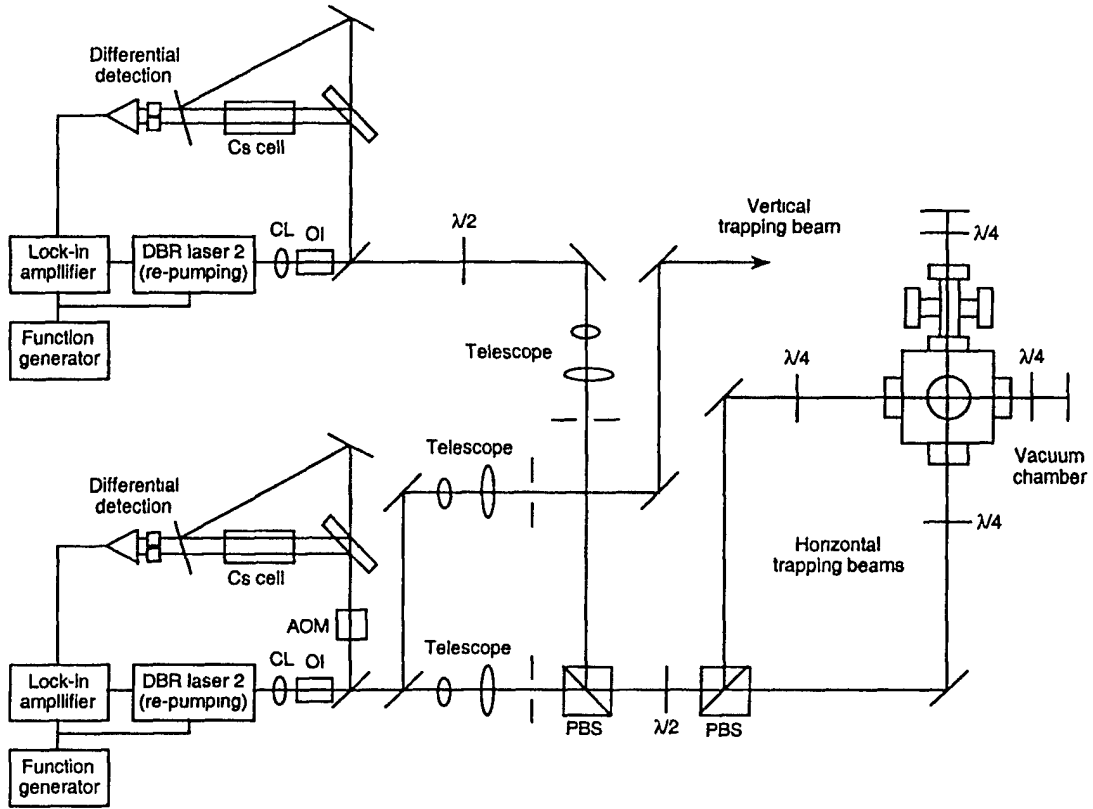 Differential
detection
Cs cell
CL
OI
Lock-in
amplifier
DBR laser 2
(re-pumping)
Function
generator
λ/2
Telescope
Vertical
trapping beam
λ/4
λ/4
λ/4
Vacuum
chamber
λ/4
Horizontal
trapping beams
Telescope
Differential
detection
Cs cell
AOM
CL
OI
Lock-in
amplifier
DBR laser 2
(re-pumping)
Function
generator
Telescope
PBS
λ/2
PBS